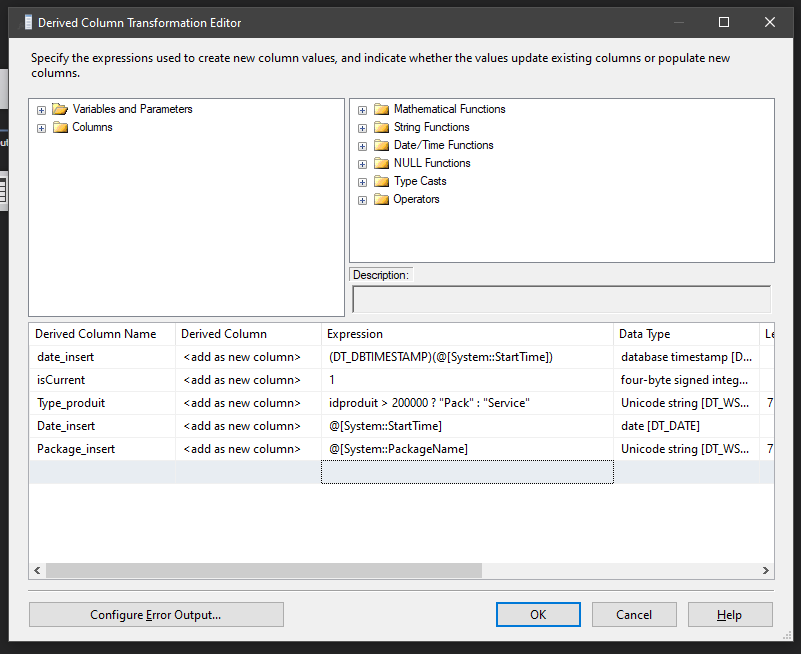 Derived Column Transformation Editor
Specify the expressions used to create new column values, and indicate whether the values update existing columns or populate new
columns.
Variables and Parameters
Columns
Mathematical Functions
String Functions
Date/Time Functions
NULL Functions
Type Casts
Operators
Description:
Derived Column Name Derived Column Expression Data Type Le
date_insert <add as new column> (DT_DBTIMESTAMP)(@[System::StartTime]) database timestamp [D...
isCurrent <add as new column> 1 four-byte signed integ...
Type_produit <add as new column> idproduit > 200000 ? "Pack" : "Service" Unicode string [DT_WS... 7
Date_insert <add as new column> @[System::StartTime] date [DT_DATE]
Package_insert <add as new column> @[System::PackageName] Unicode string [DT_WS... 7
Configure Error Output... OK Cancel Help